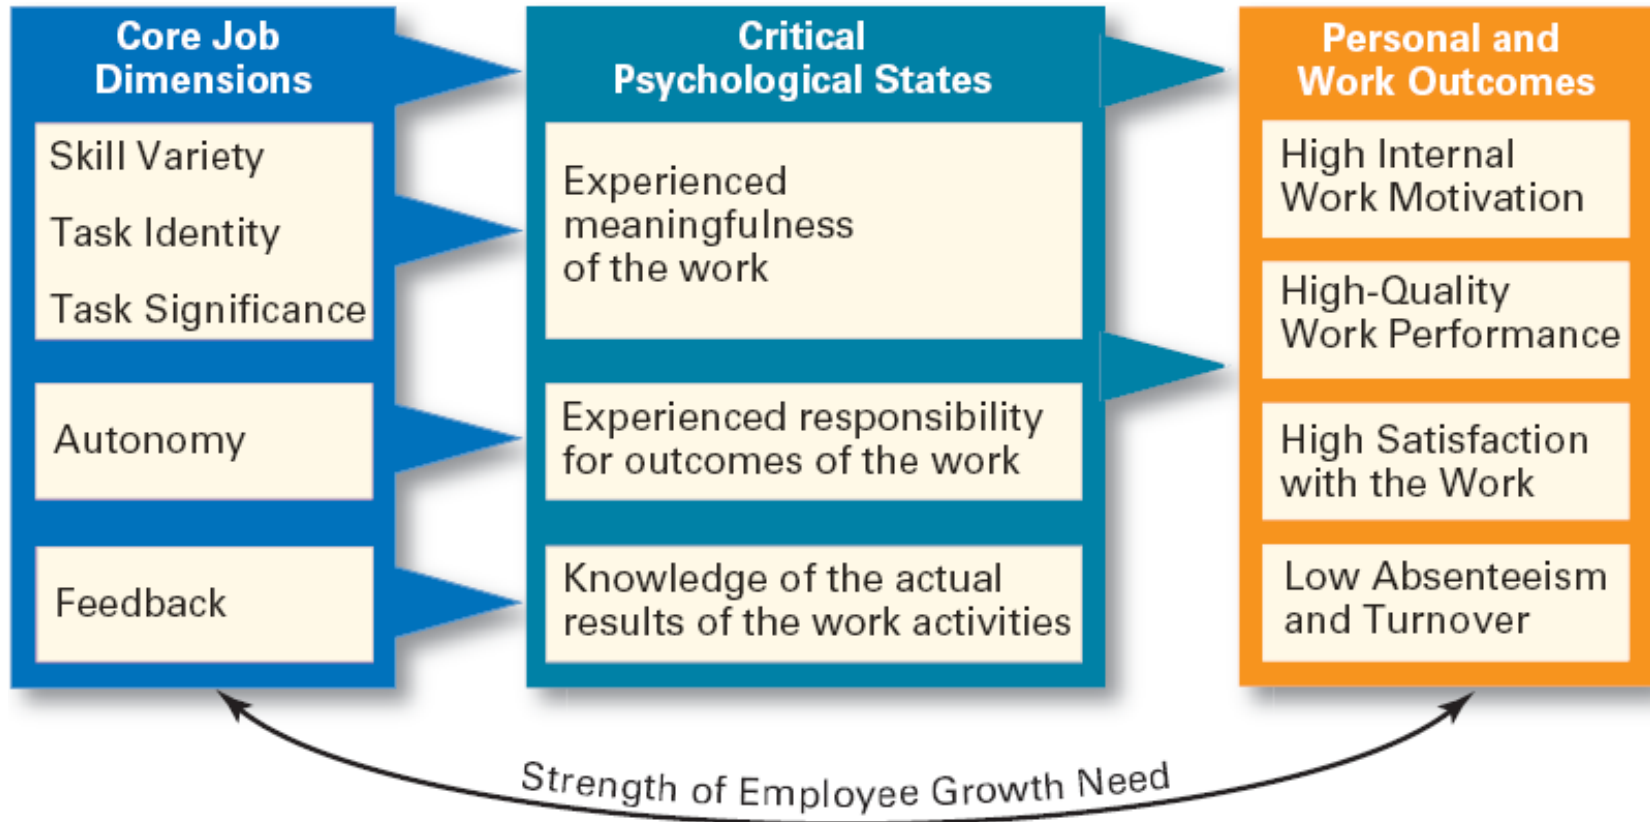 Core Job
Dimensions
Skill Variety
Task Identity
Task Significance
Autonomy
Feedback
Critical
Psychological States
Experienced
meaningfulness
of the work
Experienced responsibility
for outcomes of the work
Knowledge of the actual
results of the work activities
Personal and
Work Outcomes
High Internal
Work Motivation
High-Quality
Work Performance
High Satisfaction
with the Work
Low Absenteeism
and Turnover
Strength of Employee Growth Need